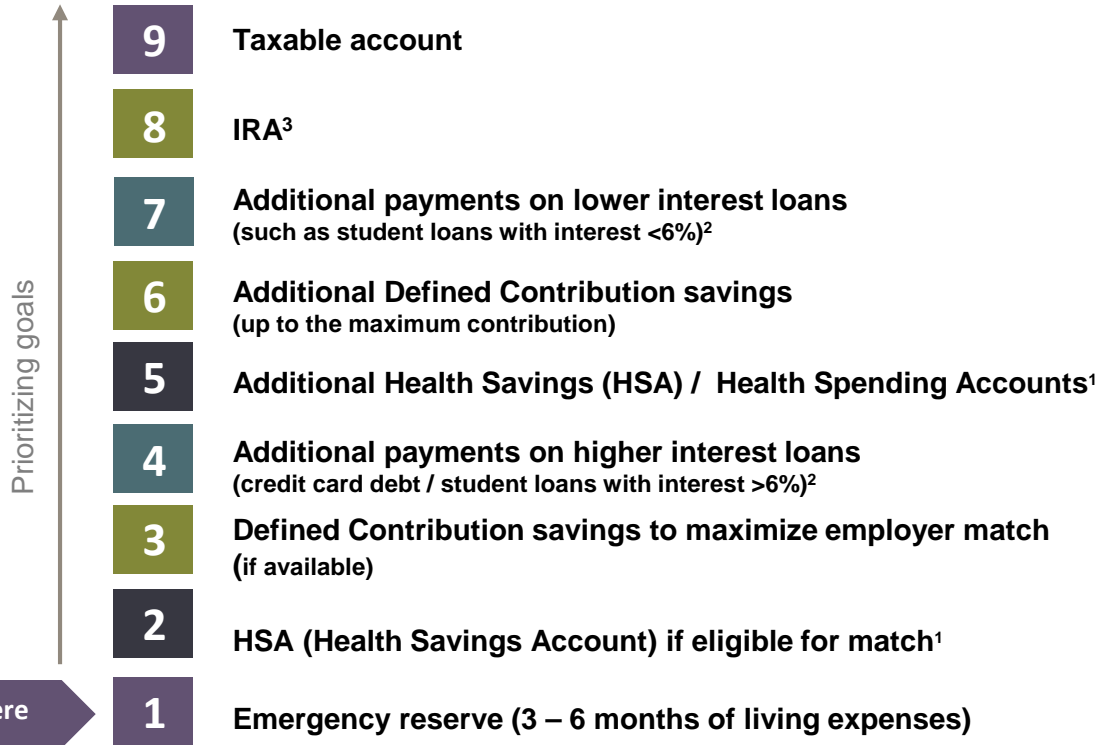 9 Taxable account
8 IRA³
7 Additional payments on lower interest loans
(such as student loans with interest <6%)²
6 Additional Defined Contribution savings
(up to the maximum contribution)
5 Additional Health Savings (HSA) / Health Spending Accounts¹
4 Additional payments on higher interest loans
(credit card debt / student loans with interest >6%)²
3 Defined Contribution savings to maximize employer match
(if available)
2 HSA (Health Savings Account) if eligible for match¹
1 Emergency reserve (3 – 6 months of living expenses)
Prioritizing goals